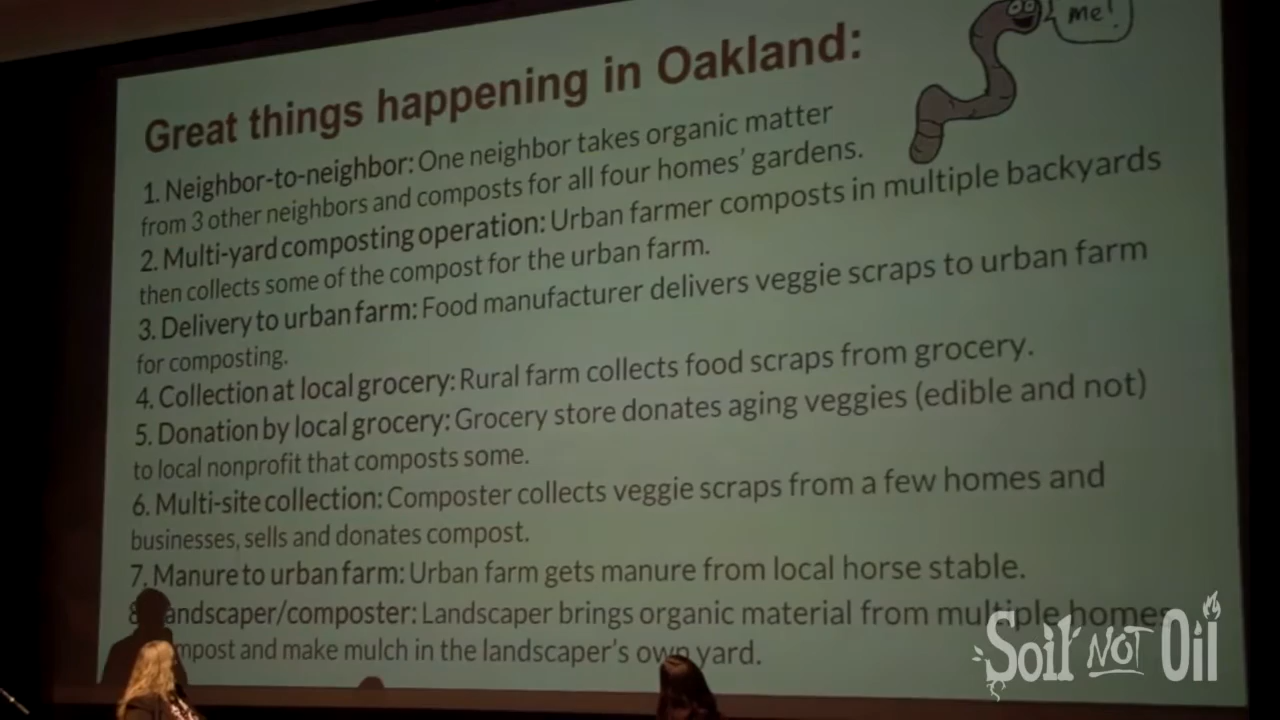 me!
Great things happening in Oakland:
1. Neighbor-to-neighbor: One neighbor takes organic matter
from 3 other neighbors and composts for all four homes' gardens.
2. Multi-yard composting operation: Urban farmer composts in multiple backyards
then collects some of the compost for the urban farm.
3. Delivery to urban farm: Food manufacturer delivers veggie scraps to urban farm
for composting.
4. Collection at local grocery: Rural farm collects food scraps from grocery.
5. Donation by local grocery: Grocery store donates aging veggies (edible and not)
to local nonprofit that composts some.
6. Multi-site collection: Composter collects veggie scraps from a few homes and
businesses, sells and donates compost.
7. Manure to urban farm: Urban farm gets manure from local horse stable.
andscaper/composter: Landscaper brings organic material from multiple homes
mpost and make mulch in the landscaper's own yard.
Soil NOT Oil